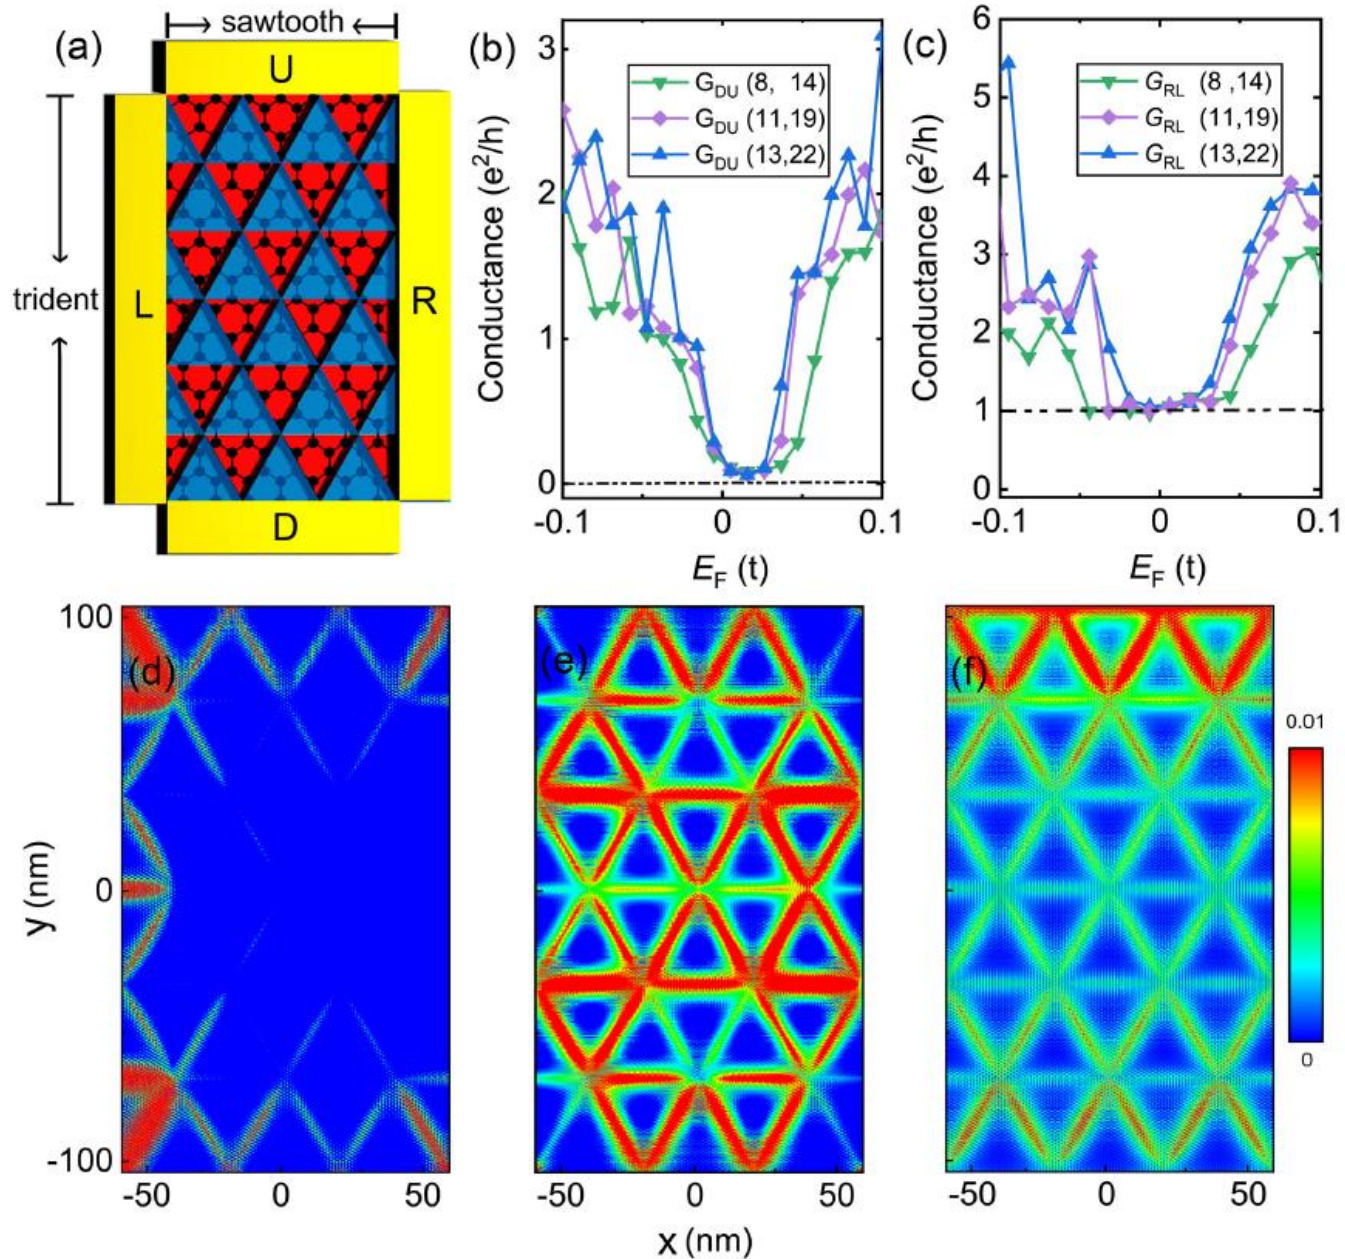 (a)
sawtooth
U
trident
L
R
D
(b)
Conductance (e²/h)
3
2
1
0
G_DU (8, 14)
G_DU (11,19)
G_DU (13,22)
-0.1
0
0.1
E_F (t)
(c)
Conductance (e²/h)
6
5
4
3
2
1
0
G_RL (8 ,14)
G_RL (11,19)
G_RL (13,22)
-0.1
0
0.1
E_F (t)
(d)
y (nm)
100
0
-100
-50
0
50
(e)
-50
0
50
x (nm)
(f)
-50
0
50
0.01
0